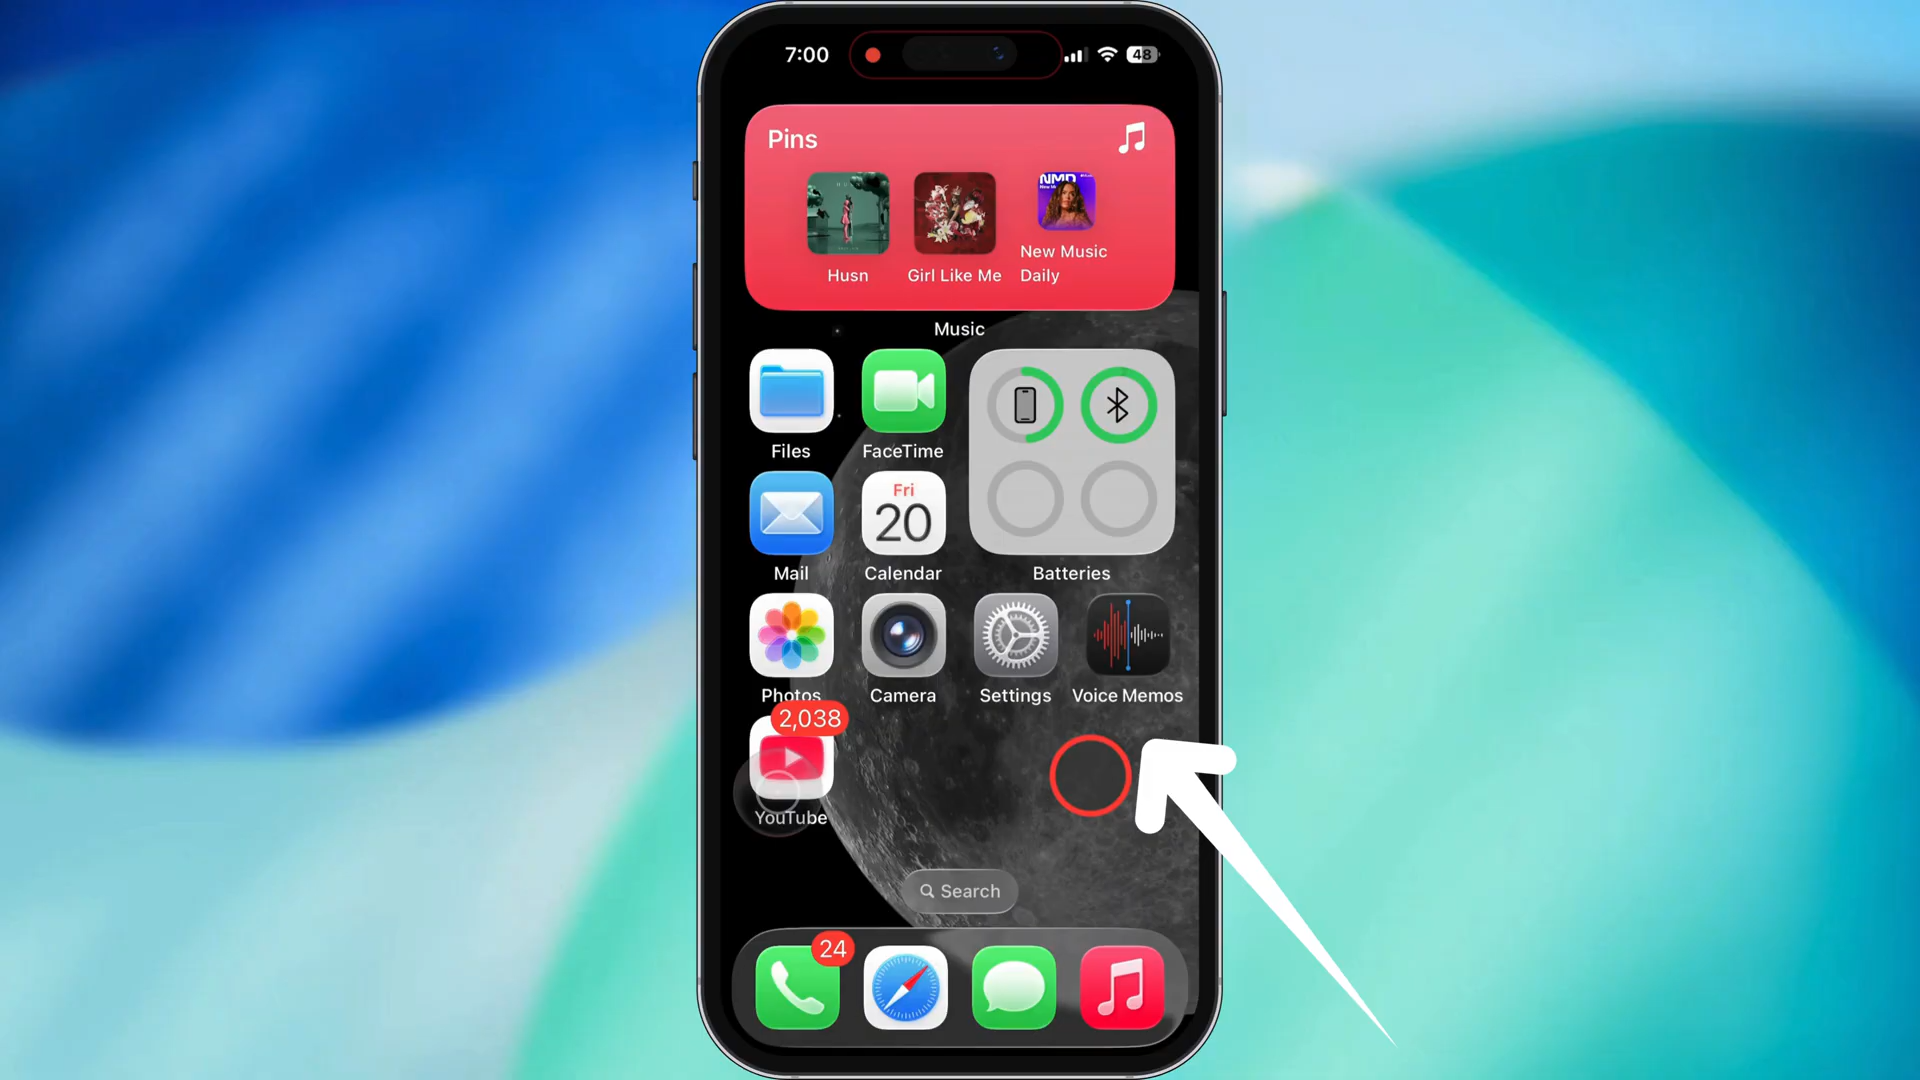 7:00
48
Pins
NMD
Husn
Girl Like Me
New Music
Daily
Music
Files
FaceTime
Fri
20
Mail
Calendar
Batteries
Photos
Camera
Settings
Voice Memos
2,038
YouTube
Search
24